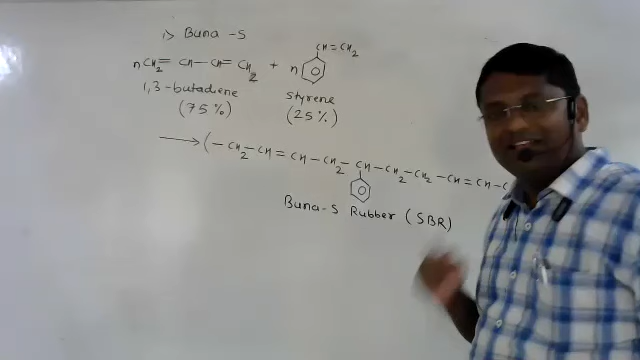 1) Buna-S
nCH2=CH-CH=CH2 + n CH=CH2
1,3-butadiene Styrene
(75%) (25%)
→ (-CH2-CH=CH-CH2-CH-CH2-CH2-CH=CH-C
Buna-S Rubber (SBR)